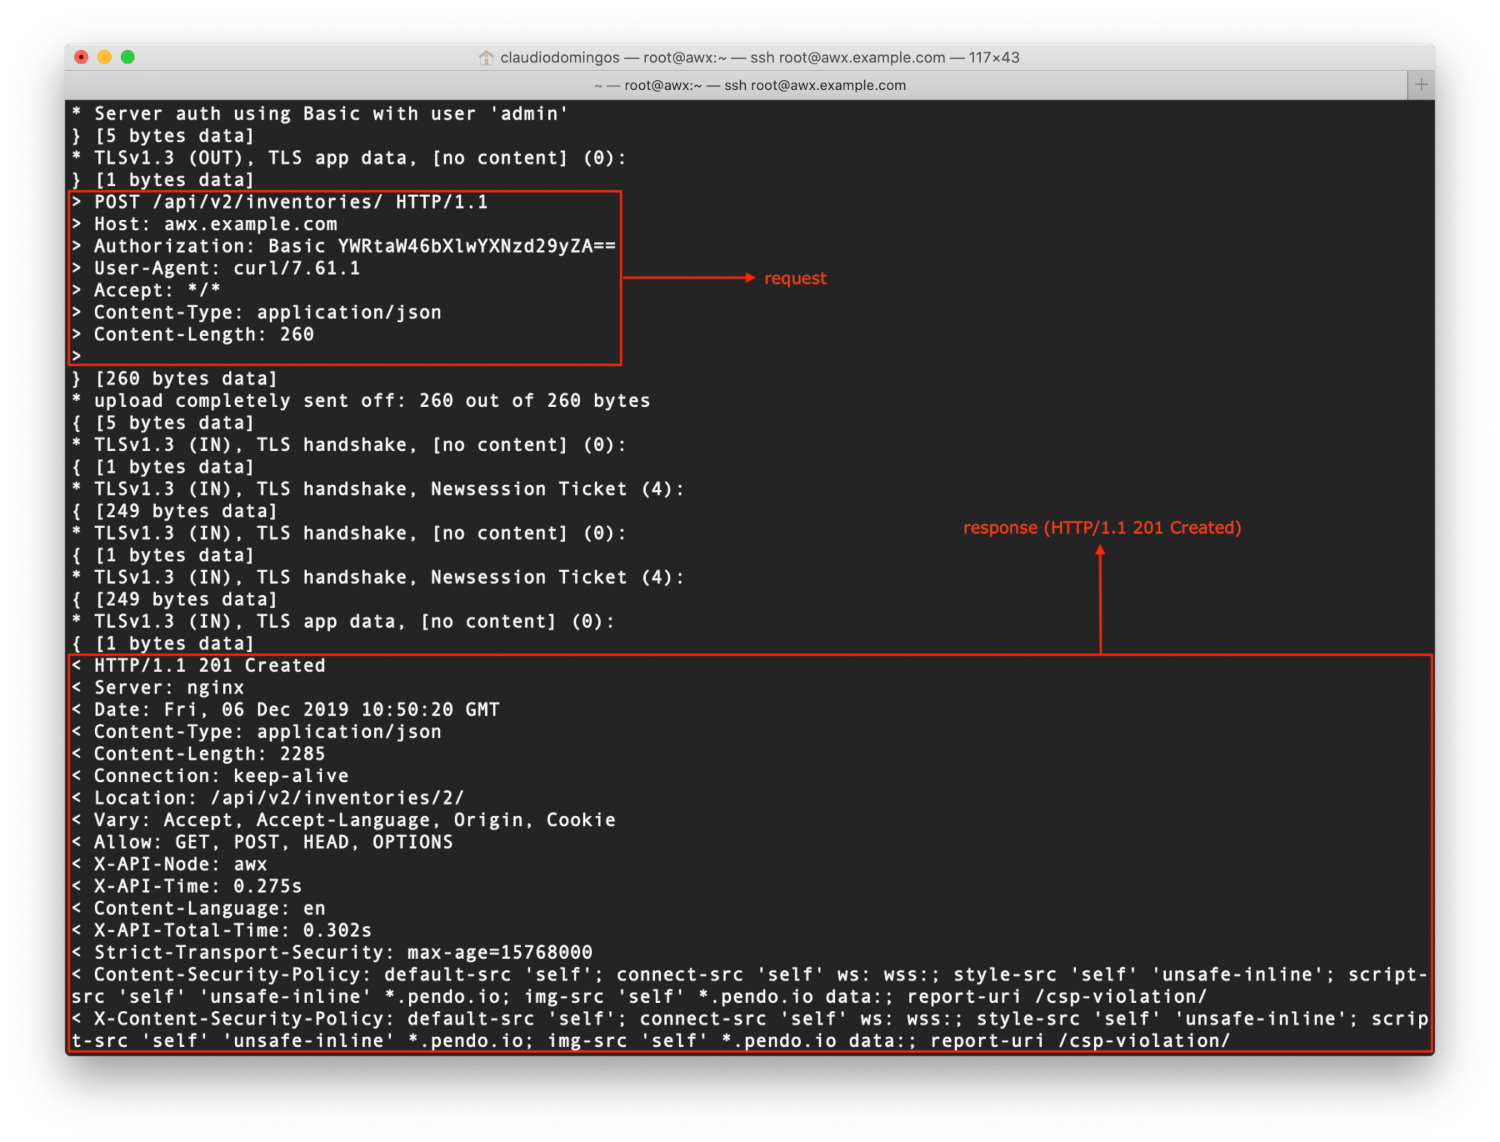 claudiodomingos — root@awx:~ — ssh root@awx.example.com — 117×43
~ — root@awx:~ — ssh root@awx.example.com
* Server auth using Basic with user 'admin'
} [5 bytes data]
* TLSv1.3 (OUT), TLS app data, [no content] (0):
} [1 bytes data]
> POST /api/v2/inventories/ HTTP/1.1
> Host: awx.example.com
> Authorization: Basic YWRtaW46bXlwYXNzd29yZA==
> User-Agent: curl/7.61.1
request
> Accept: */*
> Content-Type: application/json
> Content-Length: 260
>
} [260 bytes data]
* upload completely sent off: 260 out of 260 bytes
{ [5 bytes data]
* TLSv1.3 (IN), TLS handshake, [no content] (0):
{ [1 bytes data]
* TLSv1.3 (IN), TLS handshake, Newsession Ticket (4):
{ [249 bytes data]
response (HTTP/1.1 201 Created)
* TLSv1.3 (IN), TLS handshake, [no content] (0):
{ [1 bytes data]
* TLSv1.3 (IN), TLS handshake, Newsession Ticket (4):
{ [249 bytes data]
* TLSv1.3 (IN), TLS app data, [no content] (0):
{ [1 bytes data]
< HTTP/1.1 201 Created
< Server: nginx
< Date: Fri, 06 Dec 2019 10:50:20 GMT
< Content-Type: application/json
< Content-Length: 2285
< Connection: keep-alive
< Location: /api/v2/inventories/2/
< Vary: Accept, Accept-Language, Origin, Cookie
< Allow: GET, POST, HEAD, OPTIONS
< X-API-Node: awx
< X-API-Time: 0.275s
< Content-Language: en
< X-API-Total-Time: 0.302s
< Strict-Transport-Security: max-age=15768000
< Content-Security-Policy: default-src 'self'; connect-src 'self' ws: wss:; style-src 'self' 'unsafe-inline'; script-
src 'self' 'unsafe-inline' *.pendo.io; img-src 'self' *.pendo.io data:; report-uri /csp-violation/
< X-Content-Security-Policy: default-src 'self'; connect-src 'self' ws: wss:; style-src 'self' 'unsafe-inline'; scrip
t-src 'self' 'unsafe-inline' *.pendo.io; img-src 'self' *.pendo.io data:; report-uri /csp-violation/